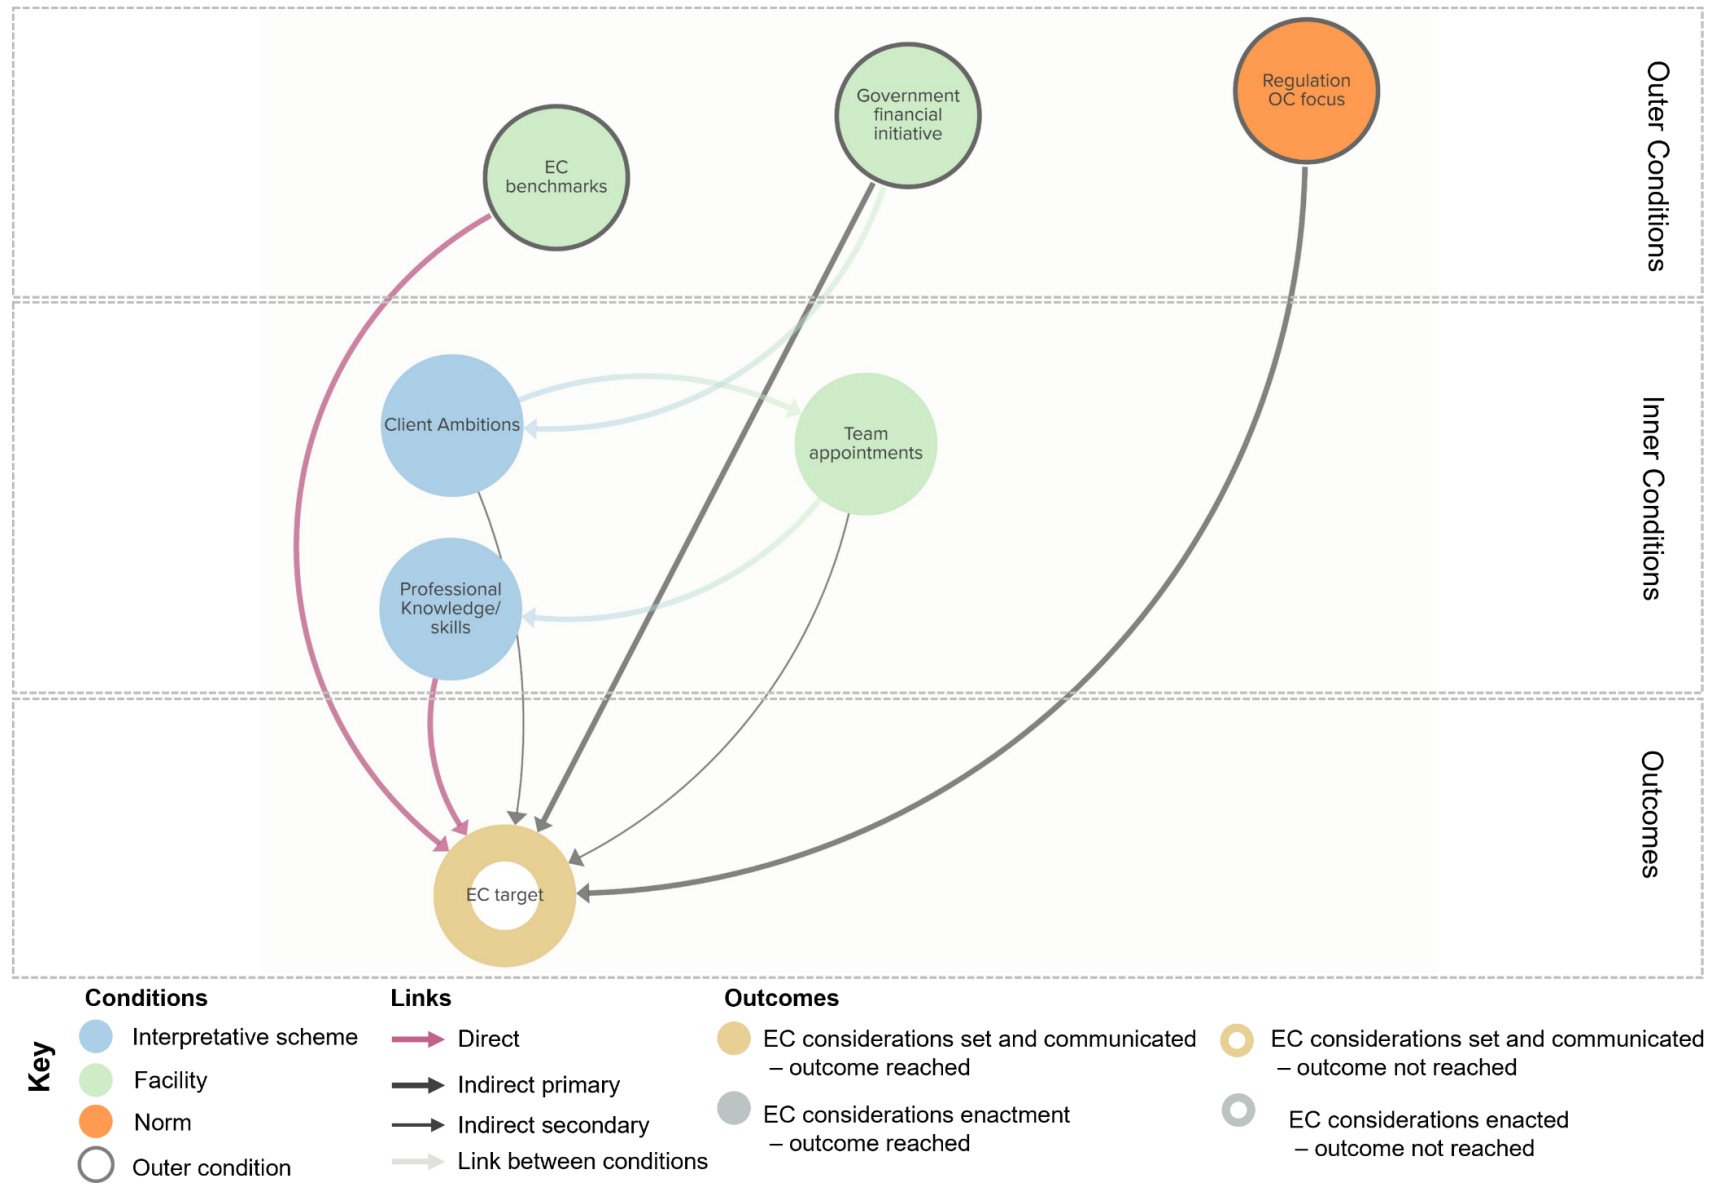 Regulation
OC focus
Government
financial
initiative
EC
benchmarks
Outer Conditions
Client Ambitions
Team
appointments
Professional
Knowledge/
skills
Inner Conditions
EC target
Outcomes
Key
Conditions
Interpretative scheme
Facility
Norm
Outer condition
Links
Direct
Indirect primary
Indirect secondary
Link between conditions
Outcomes
EC considerations set and communicated
– outcome reached
EC considerations enactment
– outcome reached
EC considerations set and communicated
– outcome not reached
EC considerations enacted
– outcome not reached